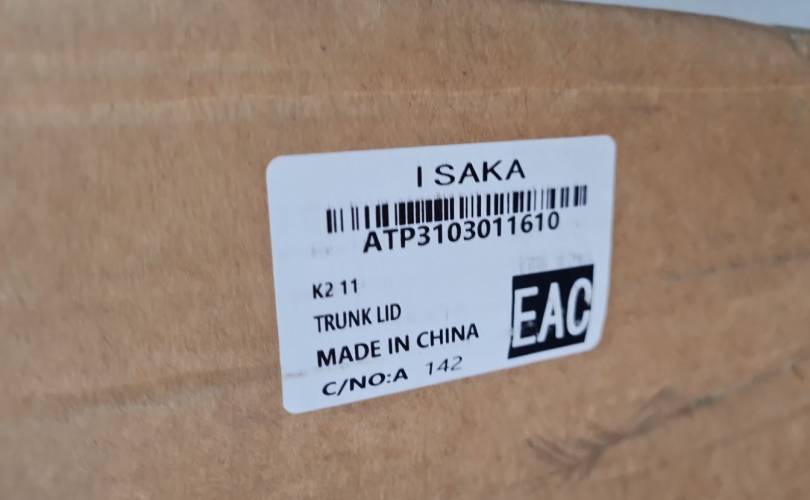 I SAKA
ATP3103011610
K2 11
TRUNK LID
MADE IN CHINA
EAC
C/NO:A 142